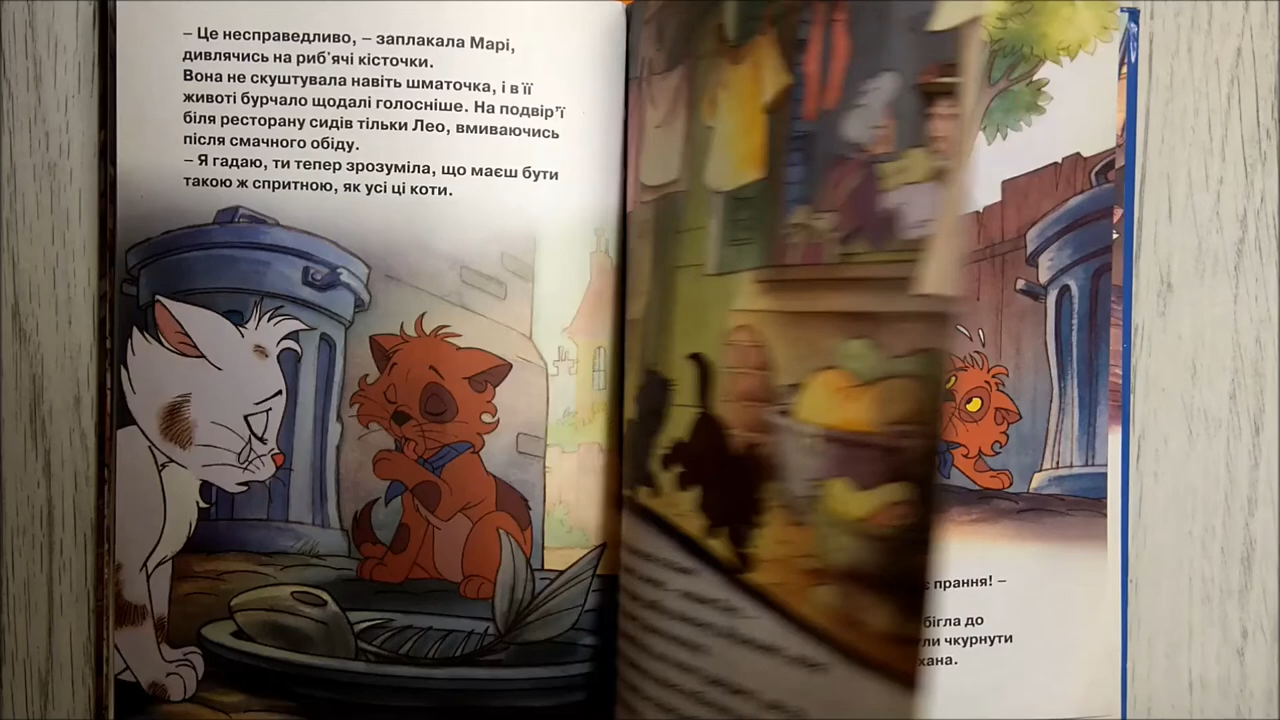 – Це несправедливо, – заплакала Марі,
дивлячись на риб’ячі кісточки.
Вона не скуштувала навіть шматочка, і в її
животі бурчало щодалі голосніше. На подвір’ї
біля ресторану сидів тільки Лео, вмиваючись
після смачного обіду.
– Я гадаю, ти тепер зрозуміла, що маєш бути
такою ж спритною, як усі ці коти.
є прання! –
бігла до
ли чкурнути
хана.